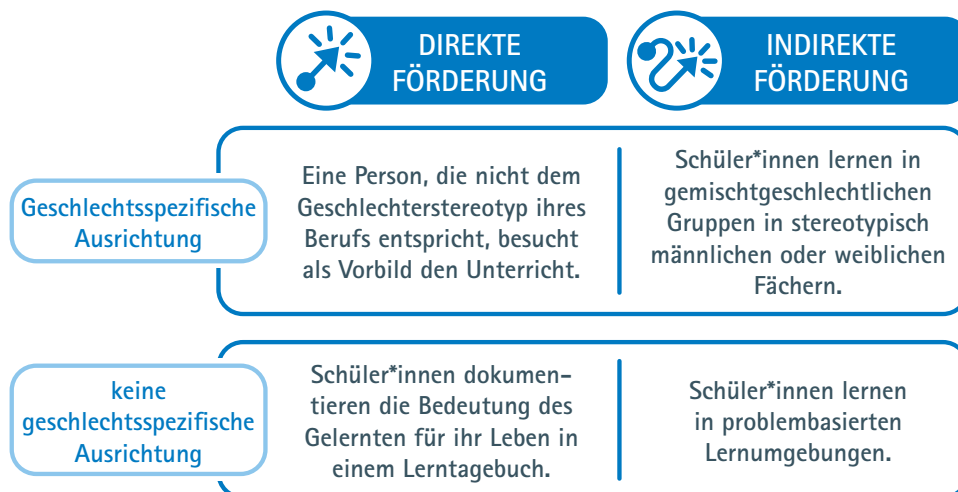 DIREKTE
FÖRDERUNG
INDIREKTE
FÖRDERUNG
Geschlechtsspezifische
Ausrichtung
Eine Person, die nicht dem
Geschlechterstereotyp ihres
Berufs entspricht, besucht
als Vorbild den Unterricht.
Schüler*innen lernen in
gemischtgeschlechtlichen
Gruppen in stereotypisch
männlichen oder weiblichen
Fächern.
keine
geschlechtsspezifische
Ausrichtung
Schüler*innen dokumen-
tieren die Bedeutung des
Gelernten für ihr Leben in
einem Lerntagebuch.
Schüler*innen lernen
in problembasierten
Lernumgebungen.